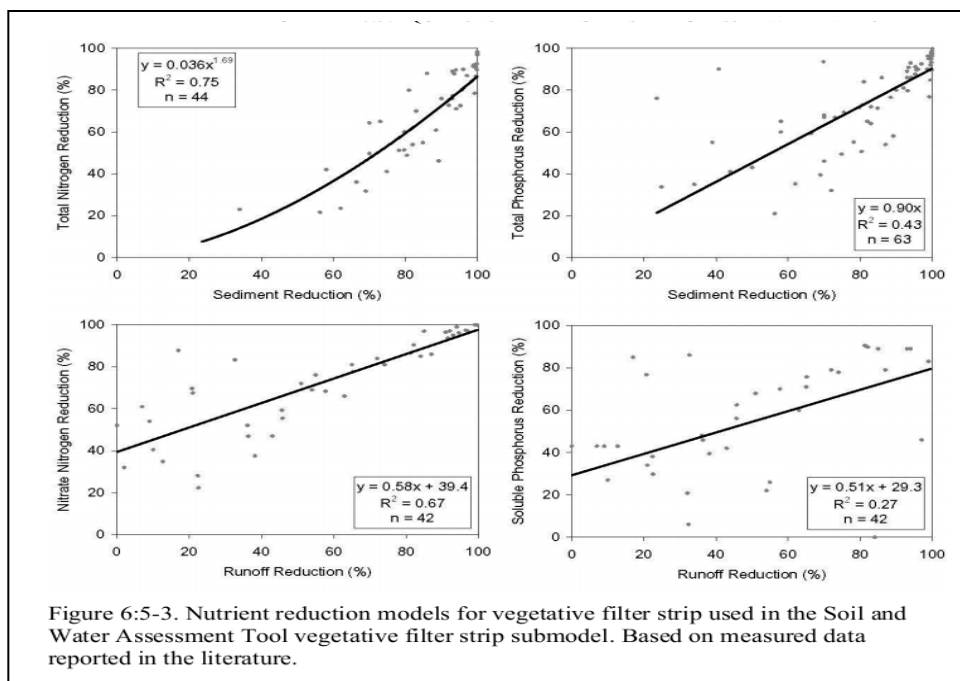 y = 0.036x^1.69
R² = 0.75
n = 44
Total Nitrogen Reduction (%)
100
80
60
40
20
0
0 20 40 60 80 100
Sediment Reduction (%)
y = 0.90x
R² = 0.43
n = 63
Total Phosphorus Reduction (%)
100
80
60
40
20
0
0 20 40 60 80 100
Sediment Reduction (%)
y = 0.58x + 39.4
R² = 0.67
n = 42
Nitrate Nitrogen Reduction (%)
100
80
60
40
20
0
0 20 40 60 80 100
Runoff Reduction (%)
y = 0.51x + 29.3
R² = 0.27
n = 42
Soluble Phosphorus Reduction (%)
100
80
60
40
20
0
0 20 40 60 80 100
Runoff Reduction (%)
Figure 6:5-3. Nutrient reduction models for vegetative filter strip used in the Soil and
Water Assessment Tool vegetative filter strip submodel. Based on measured data
reported in the literature.